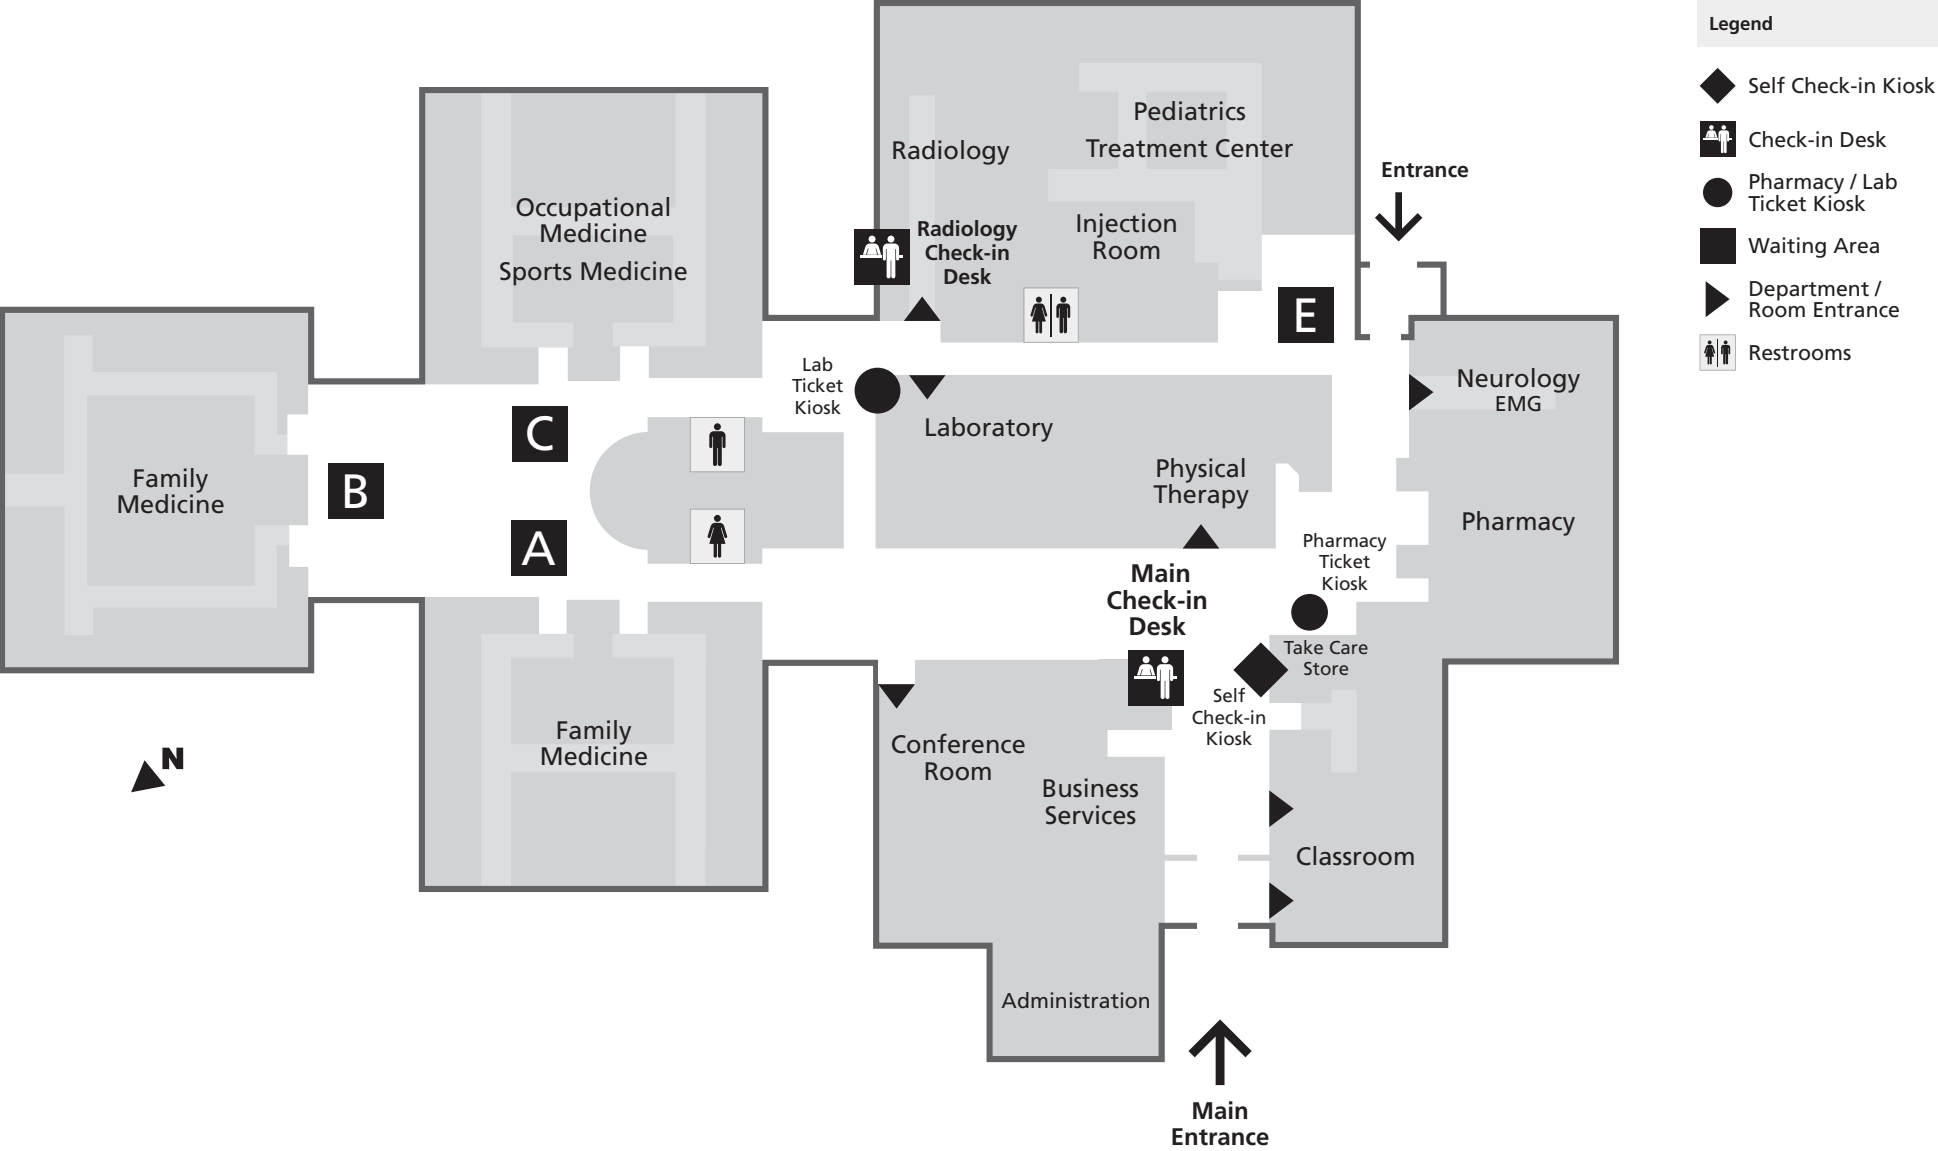 Legend
Self Check-in Kiosk
Check-in Desk
Pharmacy / Lab
Ticket Kiosk
Waiting Area
Department /
Room Entrance
Restrooms
Pediatrics
Treatment Center
Radiology
Entrance
Occupational
Medicine
Sports Medicine
Radiology
Check-in
Desk
Injection
Room
E
Lab
Ticket
Kiosk
Neurology
EMG
C
Laboratory
Family
Medicine
B
Physical
Therapy
A
Pharmacy
Pharmacy
Ticket
Kiosk
Main
Check-in
Desk
Take Care
Store
Self
Check-in
Kiosk
N
Family
Medicine
Conference
Room
Business
Services
Classroom
Administration
Main
Entrance